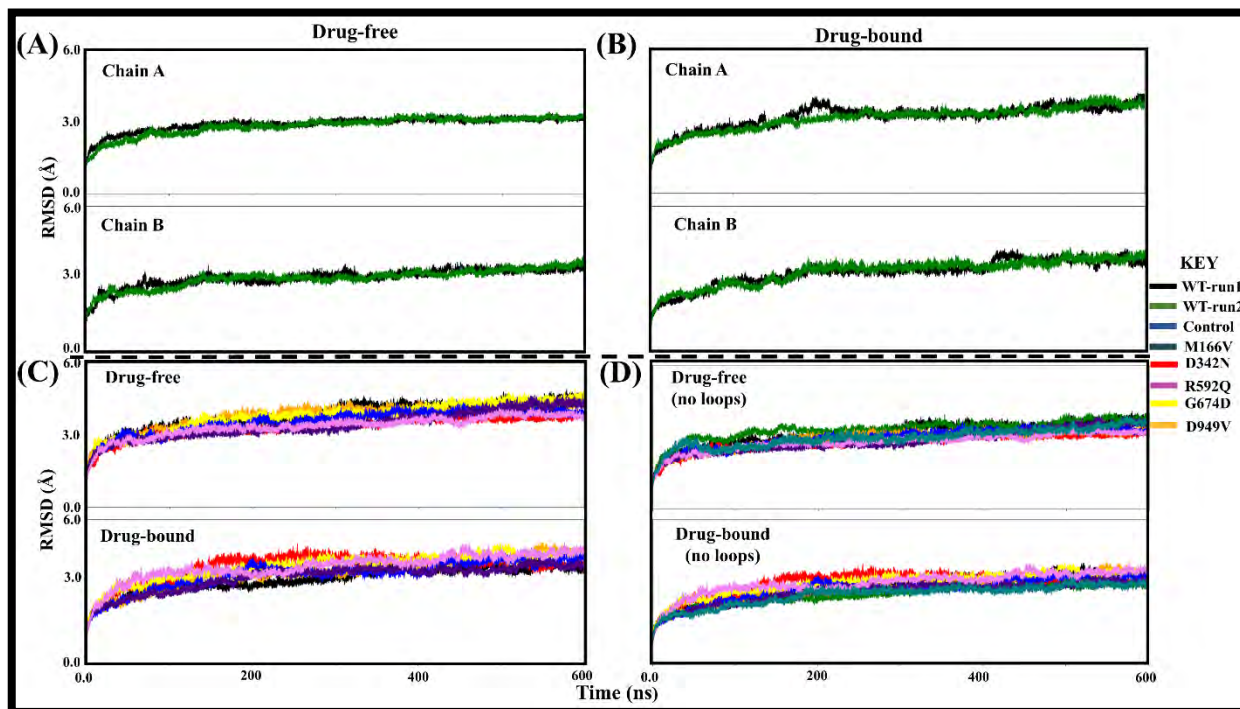 Drug-free
Drug-bound
(A)
6.0
Chain A
3.0
0.0
6.0
Chain B
3.0
0.0
RMSD (Å)
(B)
Chain A
Chain B
KEY
WT-run1
WT-run2
Control
M166V
D342N
R592Q
G674D
D949V
(C)
6.0
Drug-free
3.0
0.0
6.0
Drug-bound
3.0
0.0
RMSD (Å)
0.0
200
400
600
(D)
Drug-free
(no loops)
Drug-bound
(no loops)
0.0
200
400
600
Time (ns)